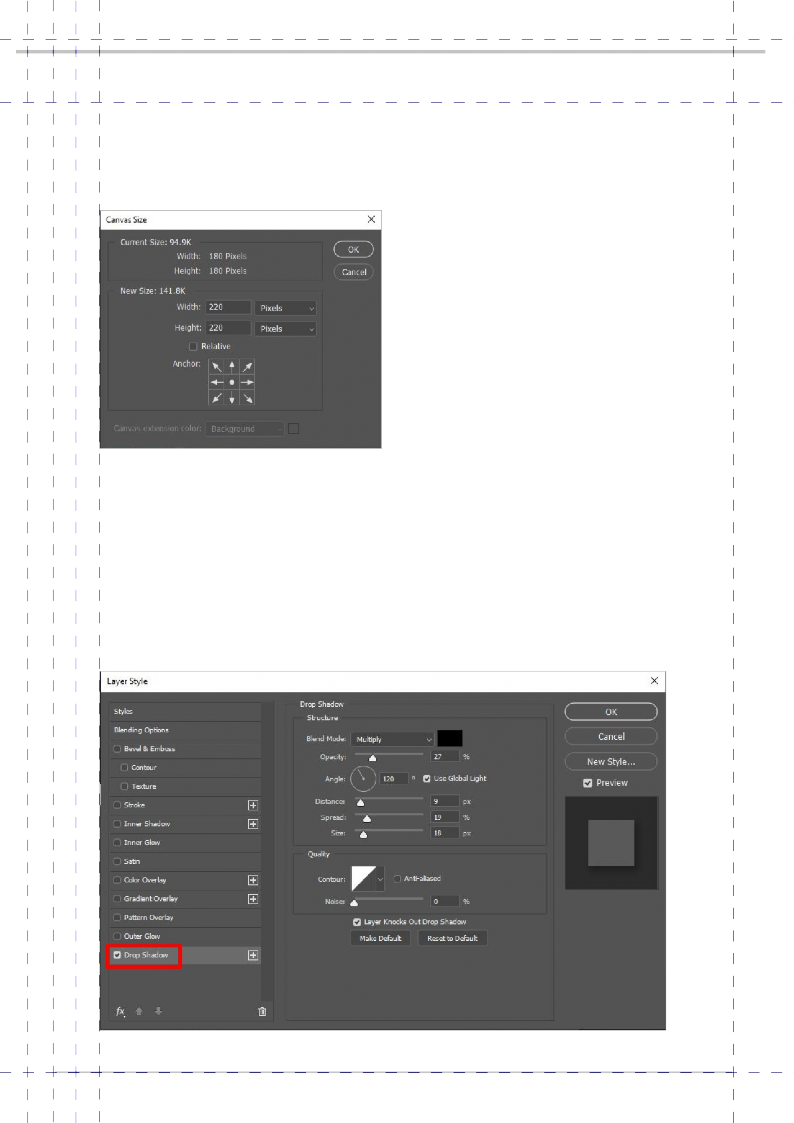 Canvas Size
Current Size: 94.9K
Width: 180 Pixels
Height: 180 Pixels
OK
Cancel
New Size: 141.8K
Width: 220 Pixels
Height: 220 Pixels
Relative
Anchor:
Canvas extension color: Background
Layer Style
Styles
Blending Options
Bevel & Emboss
Contour
Texture
Stroke
Inner Shadow
Inner Glow
Satin
Color Overlay
Gradient Overlay
Pattern Overlay
Outer Glow
Drop Shadow
fx
Drop Shadow
Structure
Blend Mode: Multiply
Opacity: 27 %
Angle: 120 ° Use Global Light
Distance: 9 px
Spread: 19 %
Size: 18 px
Quality
Contour: Anti-aliased
Noise: 0 %
Layer Knocks Out Drop Shadow
Make Default Reset to Default
OK
Cancel
New Style...
Preview